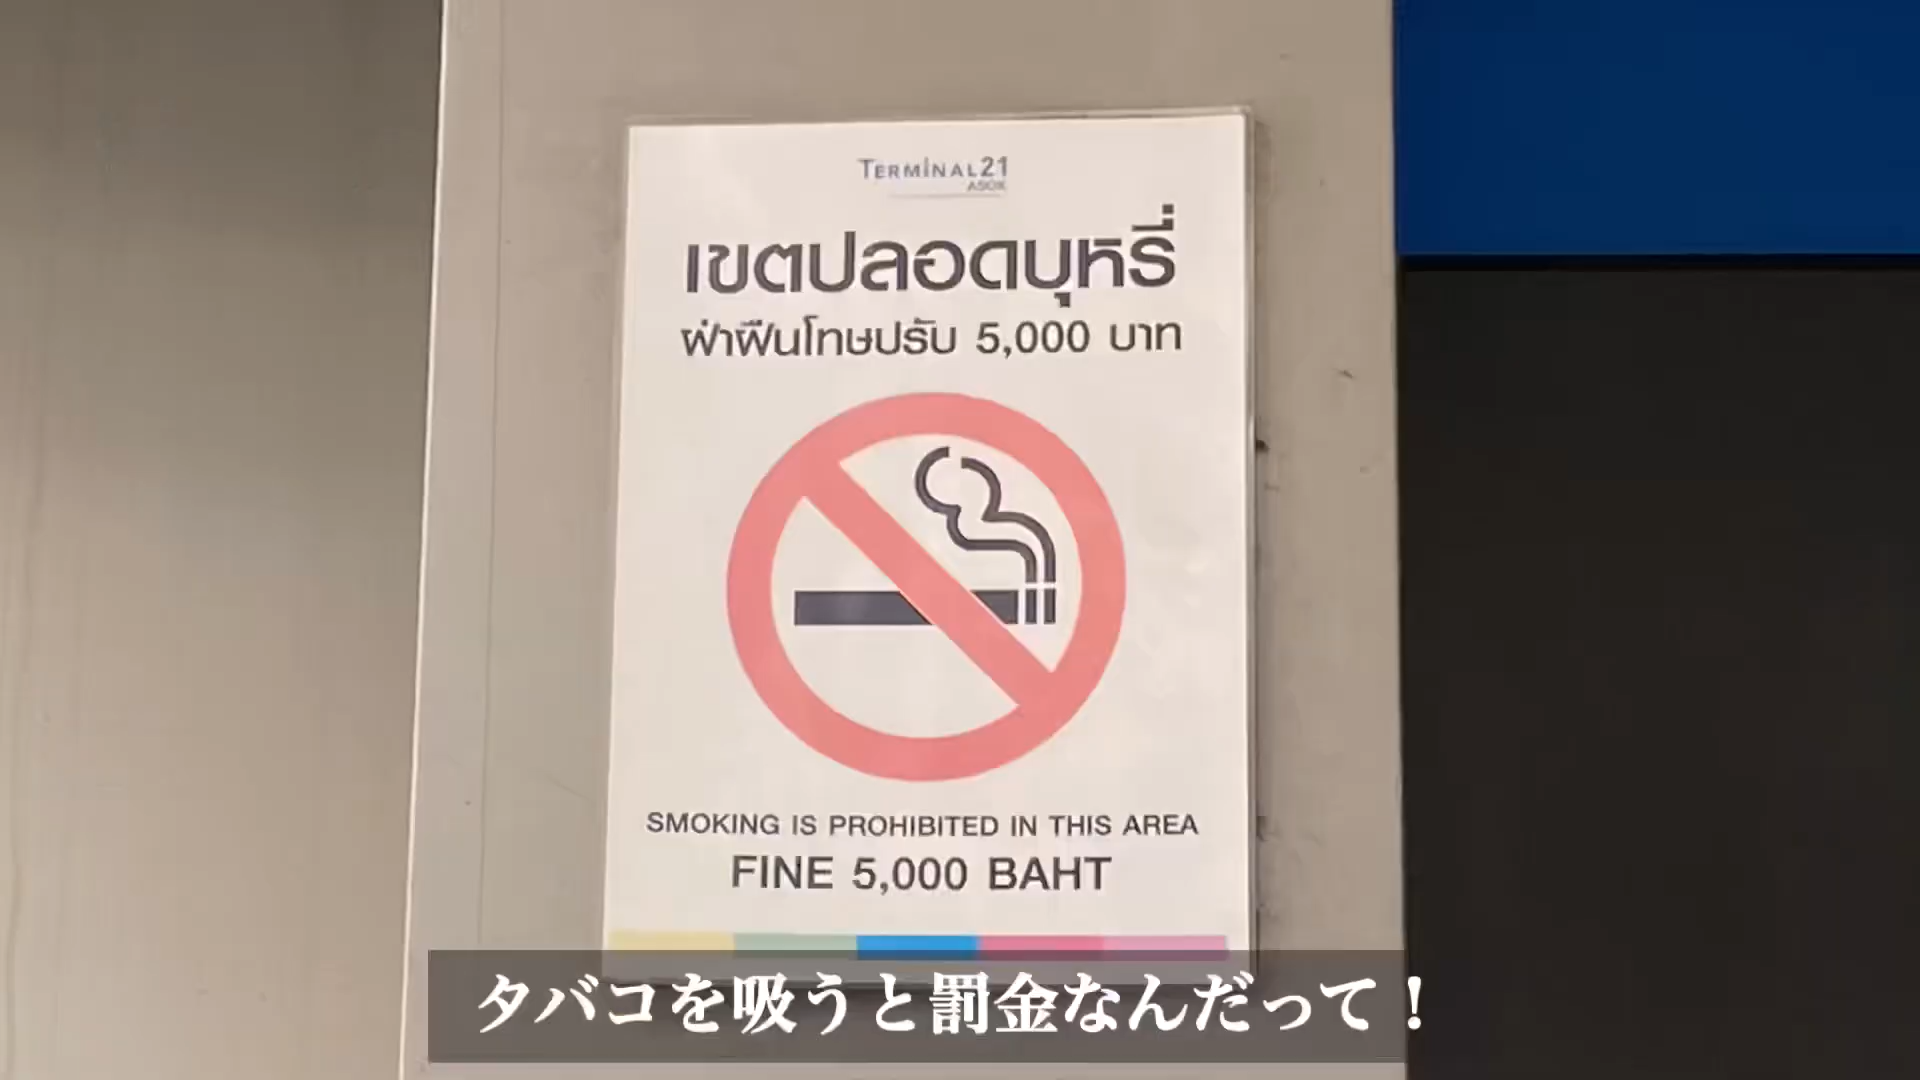 TERMINAL21
ASOK
เขตปลอดบุหรี่
ฝ่าฝืนโทษปรับ 5,000 บาท
SMOKING IS PROHIBITED IN THIS AREA
FINE 5,000 BAHT
タバコを吸うと罰金なんだって！